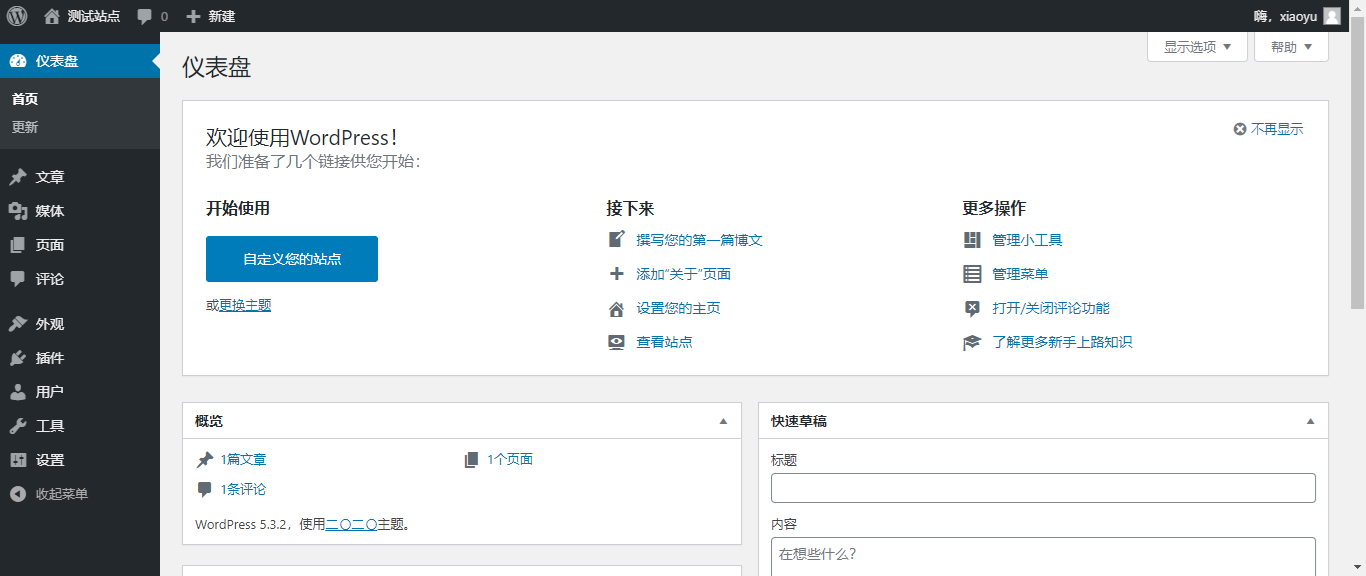 测试站点 0 新建 嗨，xiaoyu
仪表盘
首页
更新
文章
媒体
页面
评论
外观
插件
用户
工具
设置
收起菜单
显示选项 帮助
仪表盘
欢迎使用WordPress！
不再显示
我们准备了几个链接供您开始：
开始使用
自定义您的站点
或更换主题
接下来
撰写您的第一篇博文
添加“关于”页面
设置您的主页
查看站点
更多操作
管理小工具
管理菜单
打开/关闭评论功能
了解更多新手上路知识
概览
1篇文章 1个页面
1条评论
WordPress 5.3.2，使用二〇二〇主题。
快速草稿
标题
内容
在想些什么？